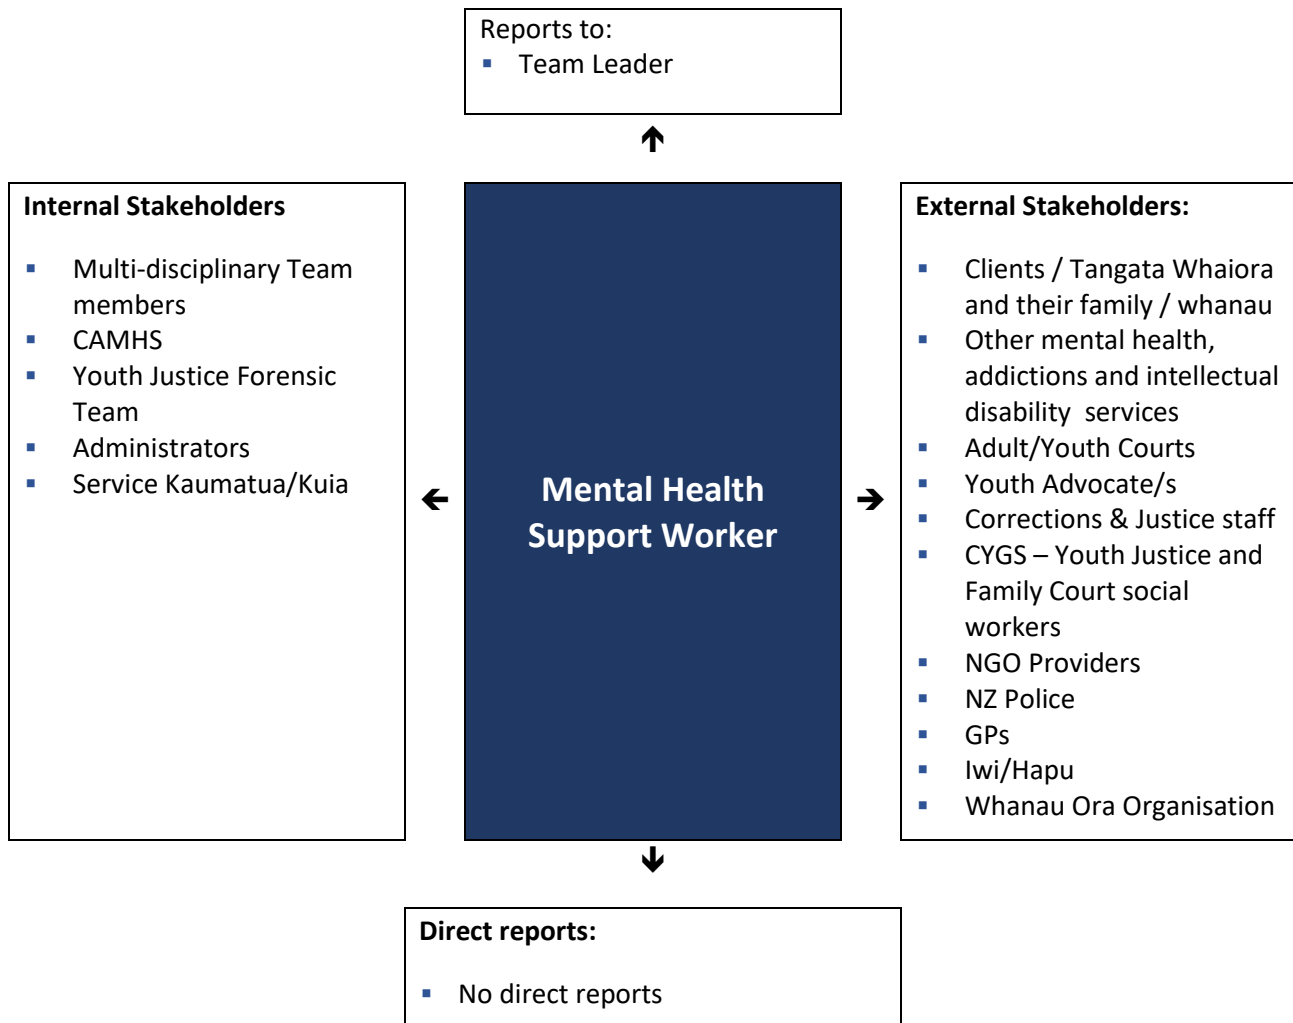 Reports to:
▪ Team Leader
Internal Stakeholders
▪ Multi-disciplinary Team
members
▪ CAMHS
▪ Youth Justice Forensic
Team
▪ Administrators
▪ Service Kaumatua/Kuia
Mental Health
Support Worker
External Stakeholders:
▪ Clients / Tangata Whaiora
and their family / whanau
▪ Other mental health,
addictions and intellectual
disability services
▪ Adult/Youth Courts
▪ Youth Advocate/s
▪ Corrections & Justice staff
▪ CYGS – Youth Justice and
Family Court social
workers
▪ NGO Providers
▪ NZ Police
▪ GPs
▪ Iwi/Hapu
▪ Whanau Ora Organisation
Direct reports:
▪ No direct reports